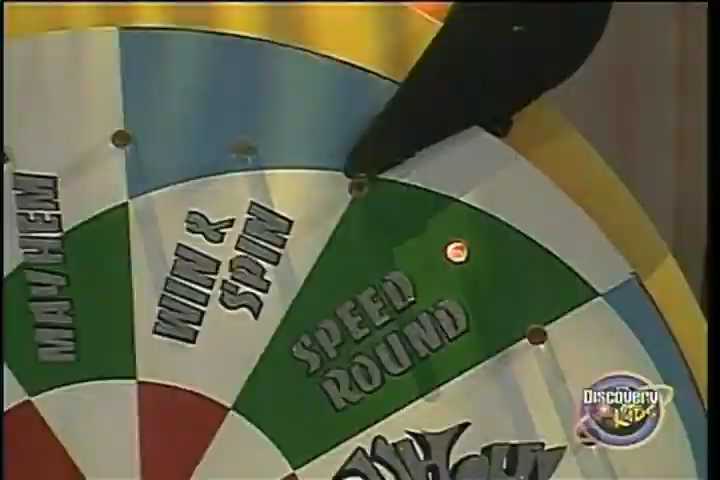 MAYHEM
WIN &
SPIN
SPEED
ROUND
Discovery
KIDS